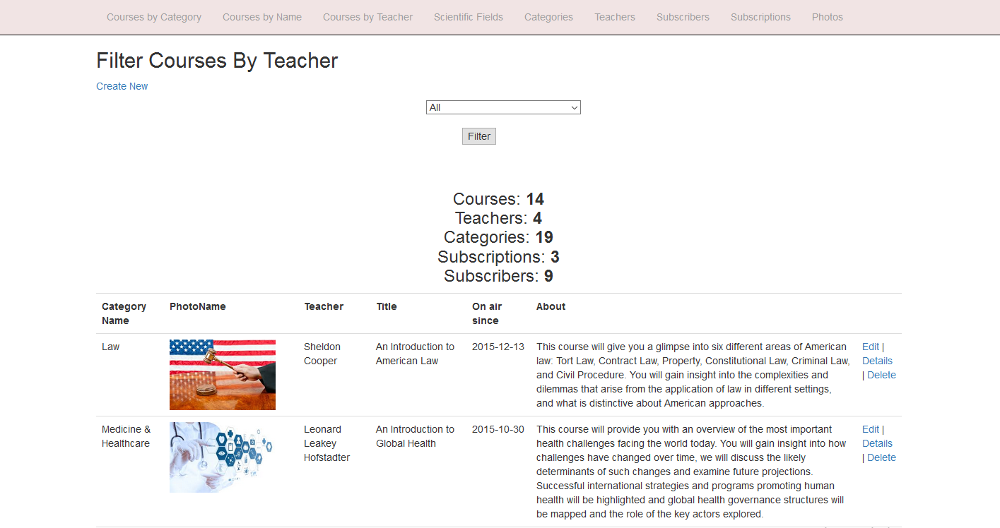 Courses by Category Courses by Name Courses by Teacher Scientific Fields Categories Teachers Subscribers Subscriptions Photos
Filter Courses By Teacher
Create New
All
Filter
Courses: 14
Teachers: 4
Categories: 19
Subscriptions: 3
Subscribers: 9
Category Name PhotoName Teacher Title On air since About
Law
Sheldon
Cooper
An Introduction to
American Law
2015-12-13
This course will give you a glimpse into six different areas of American
law: Tort Law, Contract Law, Property, Constitutional Law, Criminal Law,
and Civil Procedure. You will gain insight into the complexities and
dilemmas that arise from the application of law in different settings,
and what is distinctive about American approaches.
Edit |
Details
| Delete
Medicine &
Healthcare
Leonard
Leakey
Hofstadter
An Introduction to
Global Health
2015-10-30
This course will provide you with an overview of the most important
health challenges facing the world today. You will gain insight into how
challenges have changed over time, we will discuss the likely
determinants of such changes and examine future projections.
Successful international strategies and programs promoting human
health will be highlighted and global health governance structures will
be mapped and the role of the key actors explored.
Edit |
Details
| Delete